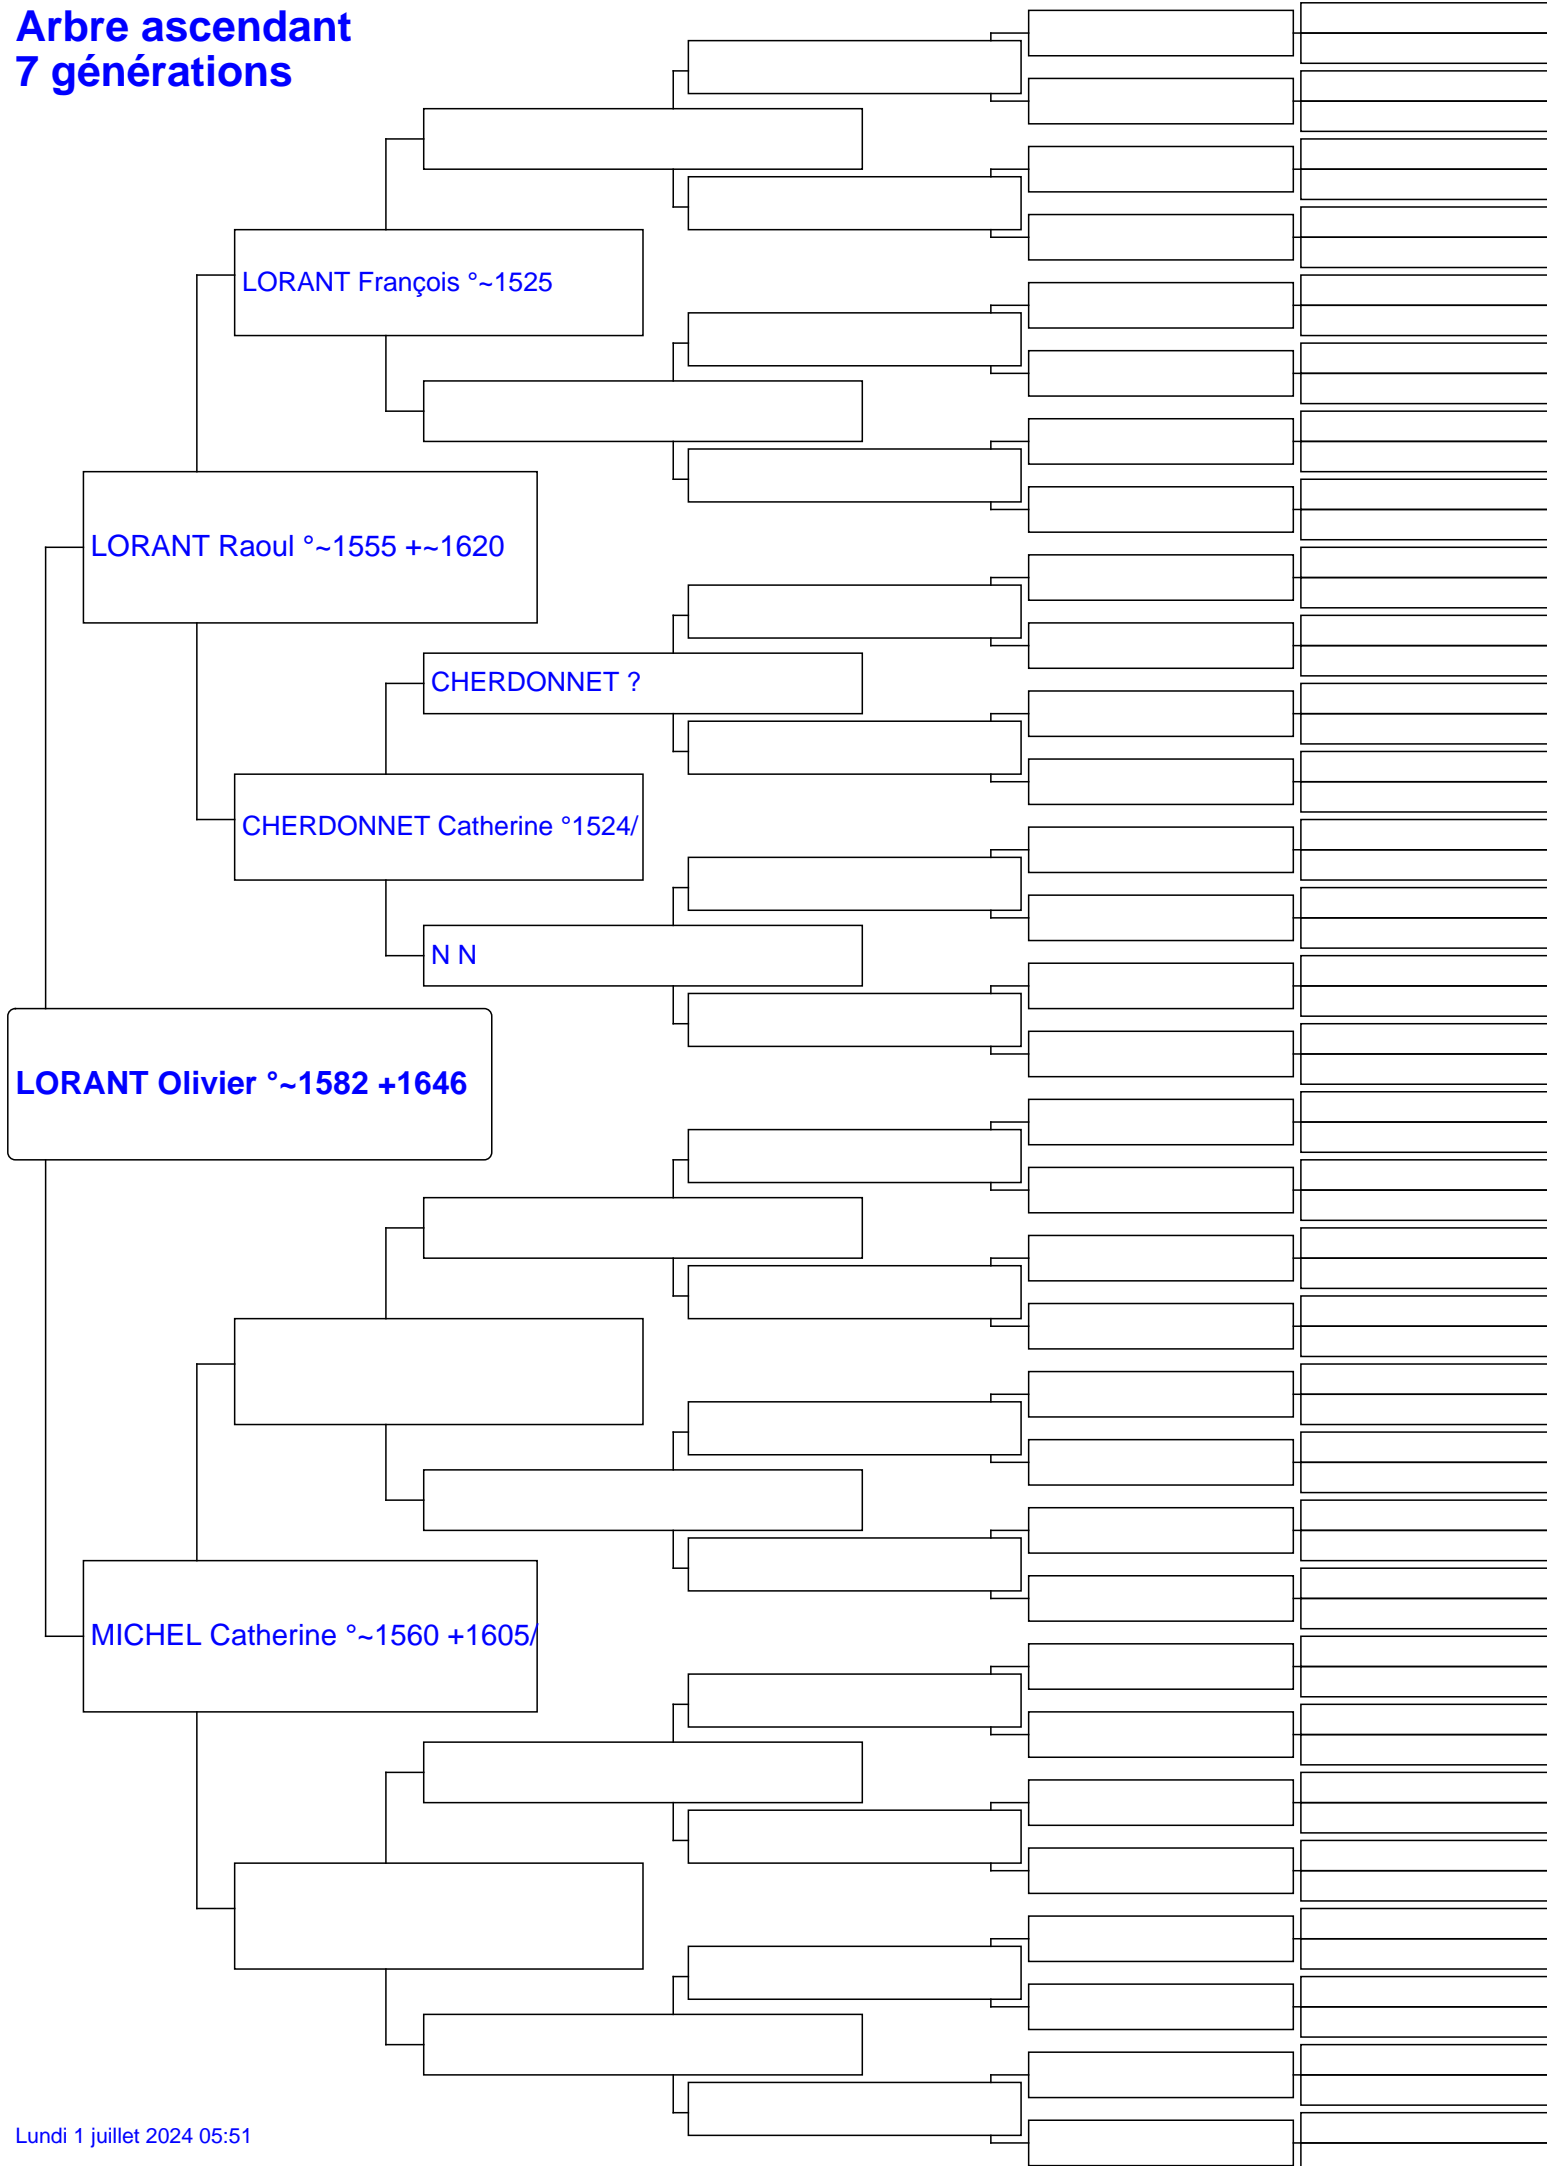 Arbre ascendant
7 générations
LORANT François °~1525
LORANT Raoul °~1555 +~1620
CHERDONNET ?
CHERDONNET Catherine °1524/
N N
LORANT Olivier °~1582 +1646
MICHEL Catherine °~1560 +1605/
Lundi 1 juillet 2024 05:51